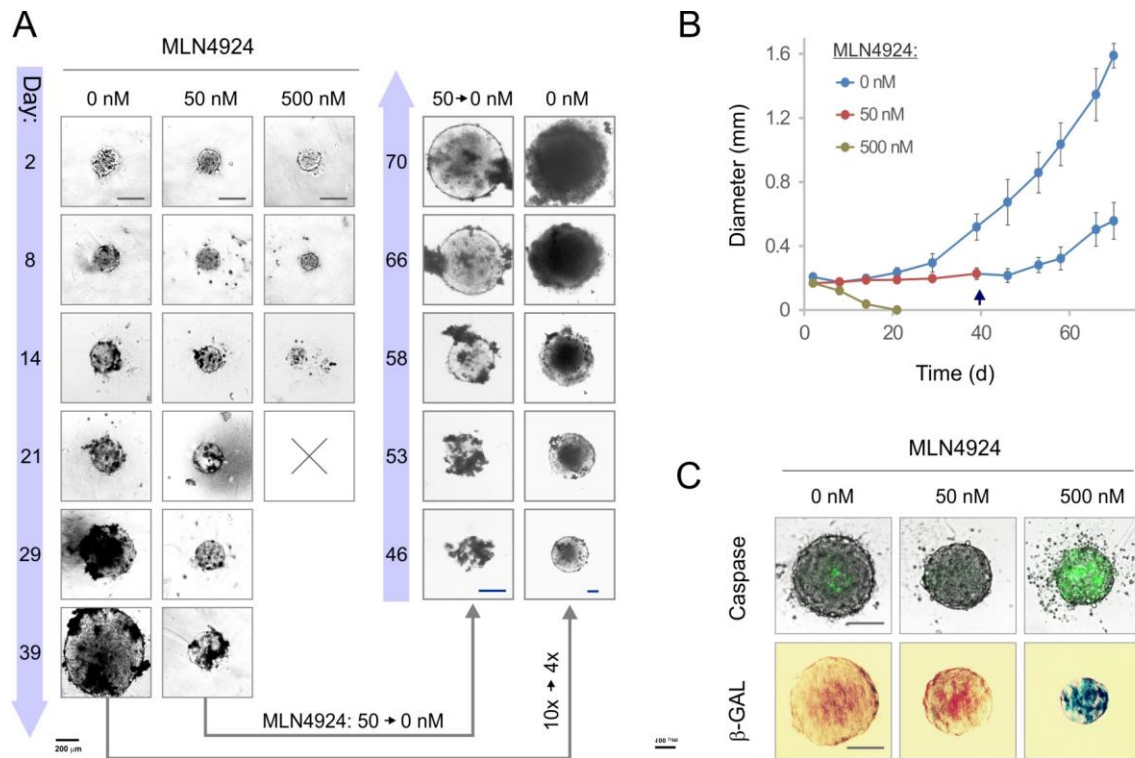 A
MLN4924
Day:
0 nM 50 nM 500 nM
2
8
14
21
29
39
50→0 nM 0 nM
70
66
58
53
46
MLN4924: 50→0 nM
10x → 4x
200 μm
B
MLN4924:
0 nM
50 nM
500 nM
Diameter (mm)
1.6
1.2
0.8
0.4
0
0 20 40 60
Time (d)
C
MLN4924
0 nM 50 nM 500 nM
Caspase
β-GAL
100